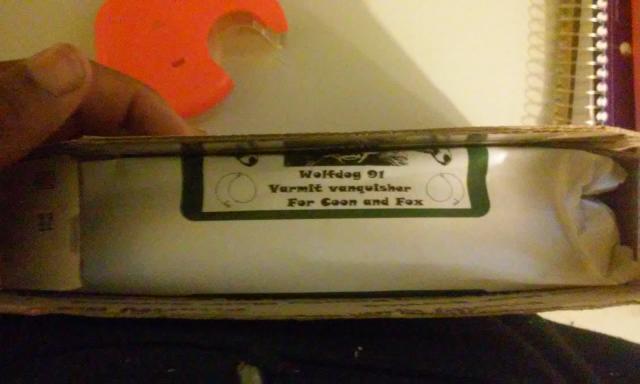 Wolfdog 91
Varmit vanquisher
For Coon and Fox